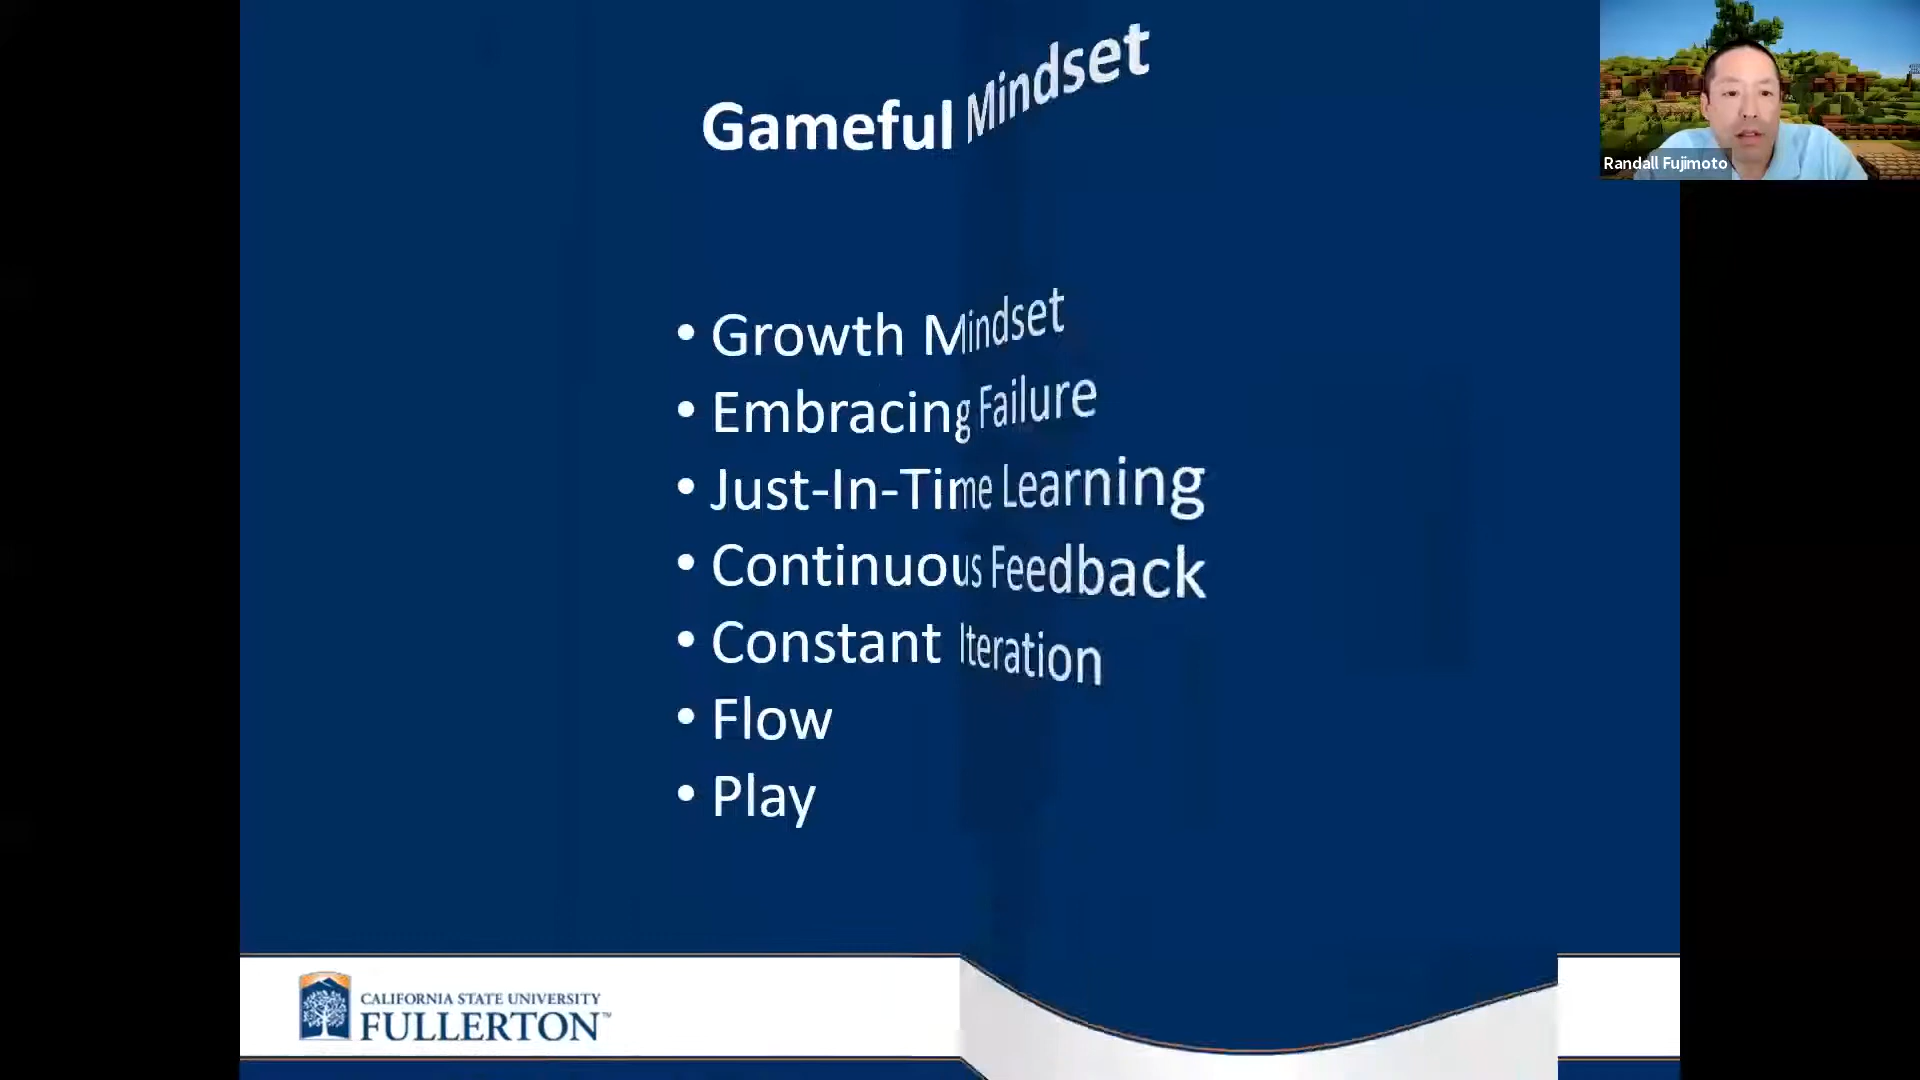 Gameful Mindset
Randall Fujimoto
• Growth Mindset
• Embracing Failure
• Just-In-Time Learning
• Continuous Feedback
• Constant Iteration
• Flow
• Play
CALIFORNIA STATE UNIVERSITY
FULLERTON™